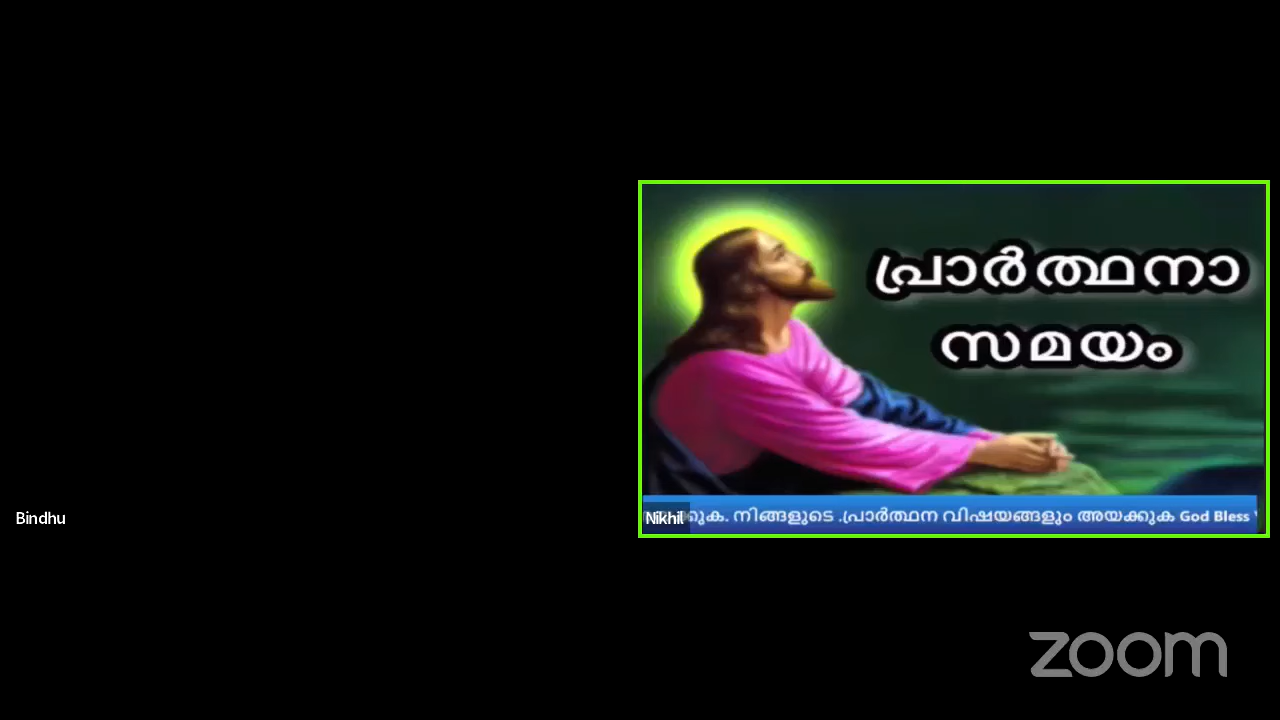 പ്രാർത്ഥനാ
സമയം
Bindhu
Nikhil
നിങ്ങളുടെ .പ്രാർത്ഥന വിഷയങ്ങളും അയക്കുക God Bless
zoom